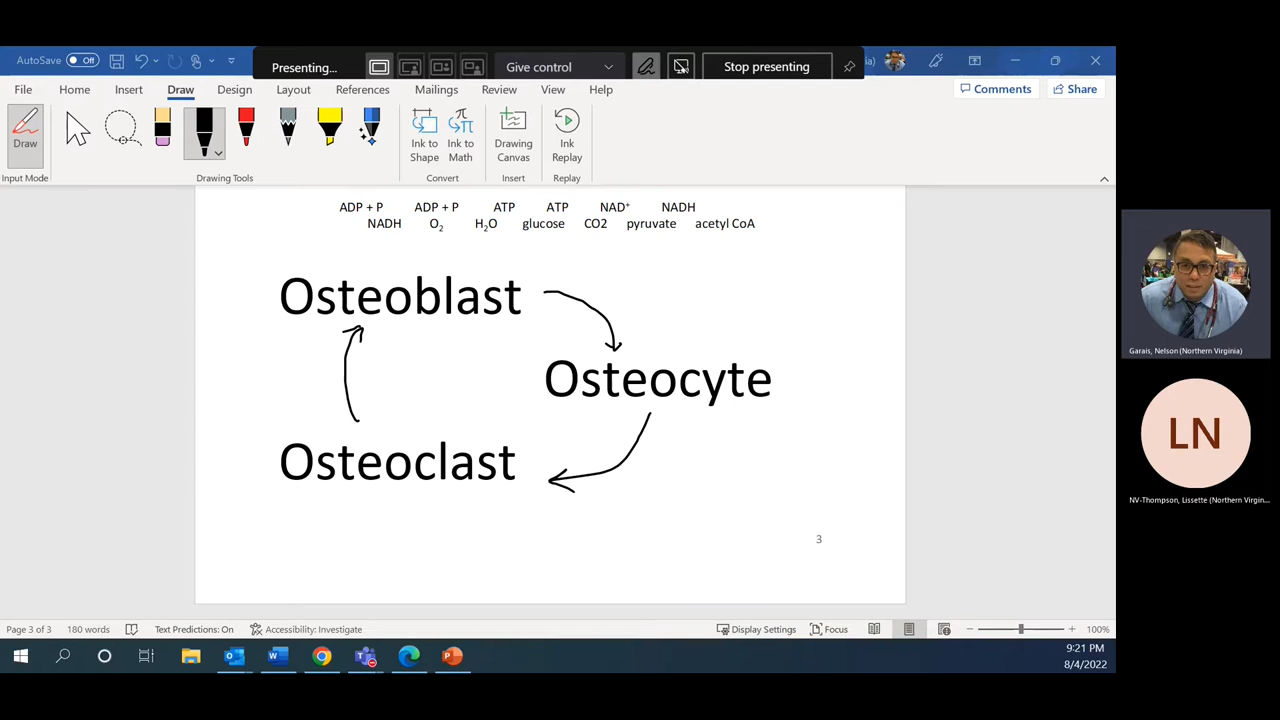 AutoSave Off
Presenting... Give control Stop presenting ia)
File Home Insert Draw Design Layout References Mailings Review View Help Comments Share
Draw Ink to Shape Ink to Math Drawing Canvas Ink Replay
Input Mode Drawing Tools Convert Insert Replay
ADP + P ADP + P ATP ATP NAD⁺ NADH
NADH O₂ H₂O glucose CO2 pyruvate acetyl CoA
Osteoblast
Osteocyte
Osteoclast
3
Garais, Nelson (Northern Virginia)
LN
NV-Thompson, Lissette (Northern Virgin...
Page 3 of 3 180 words Text Predictions: On Accessibility: Investigate Display Settings Focus 100%
9:21 PM
8/4/2022